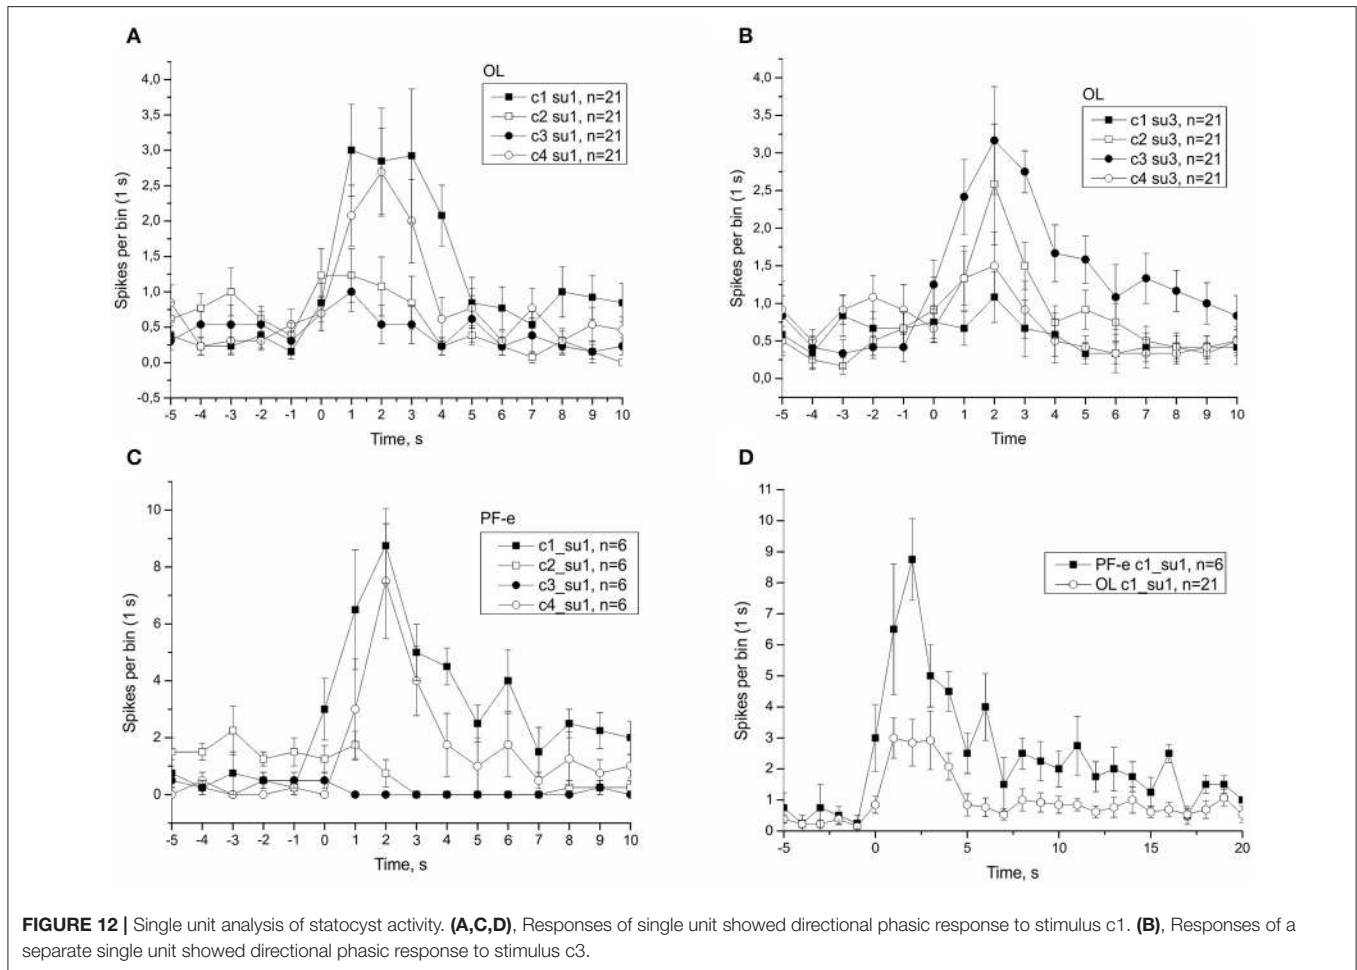 A
OL
c1 su1, n=21
c2 su1, n=21
c3 su1, n=21
c4 su1, n=21
Spikes per bin (1 s)
4,0
3,5
3,0
2,5
2,0
1,5
1,0
0,5
0,0
-0,5
-5 -4 -3 -2 -1 0 1 2 3 4 5 6 7 8 9 10
Time, s
B
OL
c1 su3, n=21
c2 su3, n=21
c3 su3, n=21
c4 su3, n=21
Spikes per bin (1 s)
4,0
3,5
3,0
2,5
2,0
1,5
1,0
0,5
0,0
-5 -4 -3 -2 -1 0 1 2 3 4 5 6 7 8 9 10
Time
C
PF-e
c1_su1, n=6
c2_su1, n=6
c3_su1, n=6
c4_su1, n=6
Spikes per bin (1 s)
10
8
6
4
2
0
-5 -4 -3 -2 -1 0 1 2 3 4 5 6 7 8 9 10
Time, s
D
PF-e c1_su1, n=6
OL c1_su1, n=21
Spikes per bin (1 s)
11
10
9
8
7
6
5
4
3
2
1
0
-5 0 5 10 15 20
Time, s
FIGURE 12 | Single unit analysis of statocyst activity. (A,C,D), Responses of single unit showed directional phasic response to stimulus c1. (B), Responses of a
separate single unit showed directional phasic response to stimulus c3.